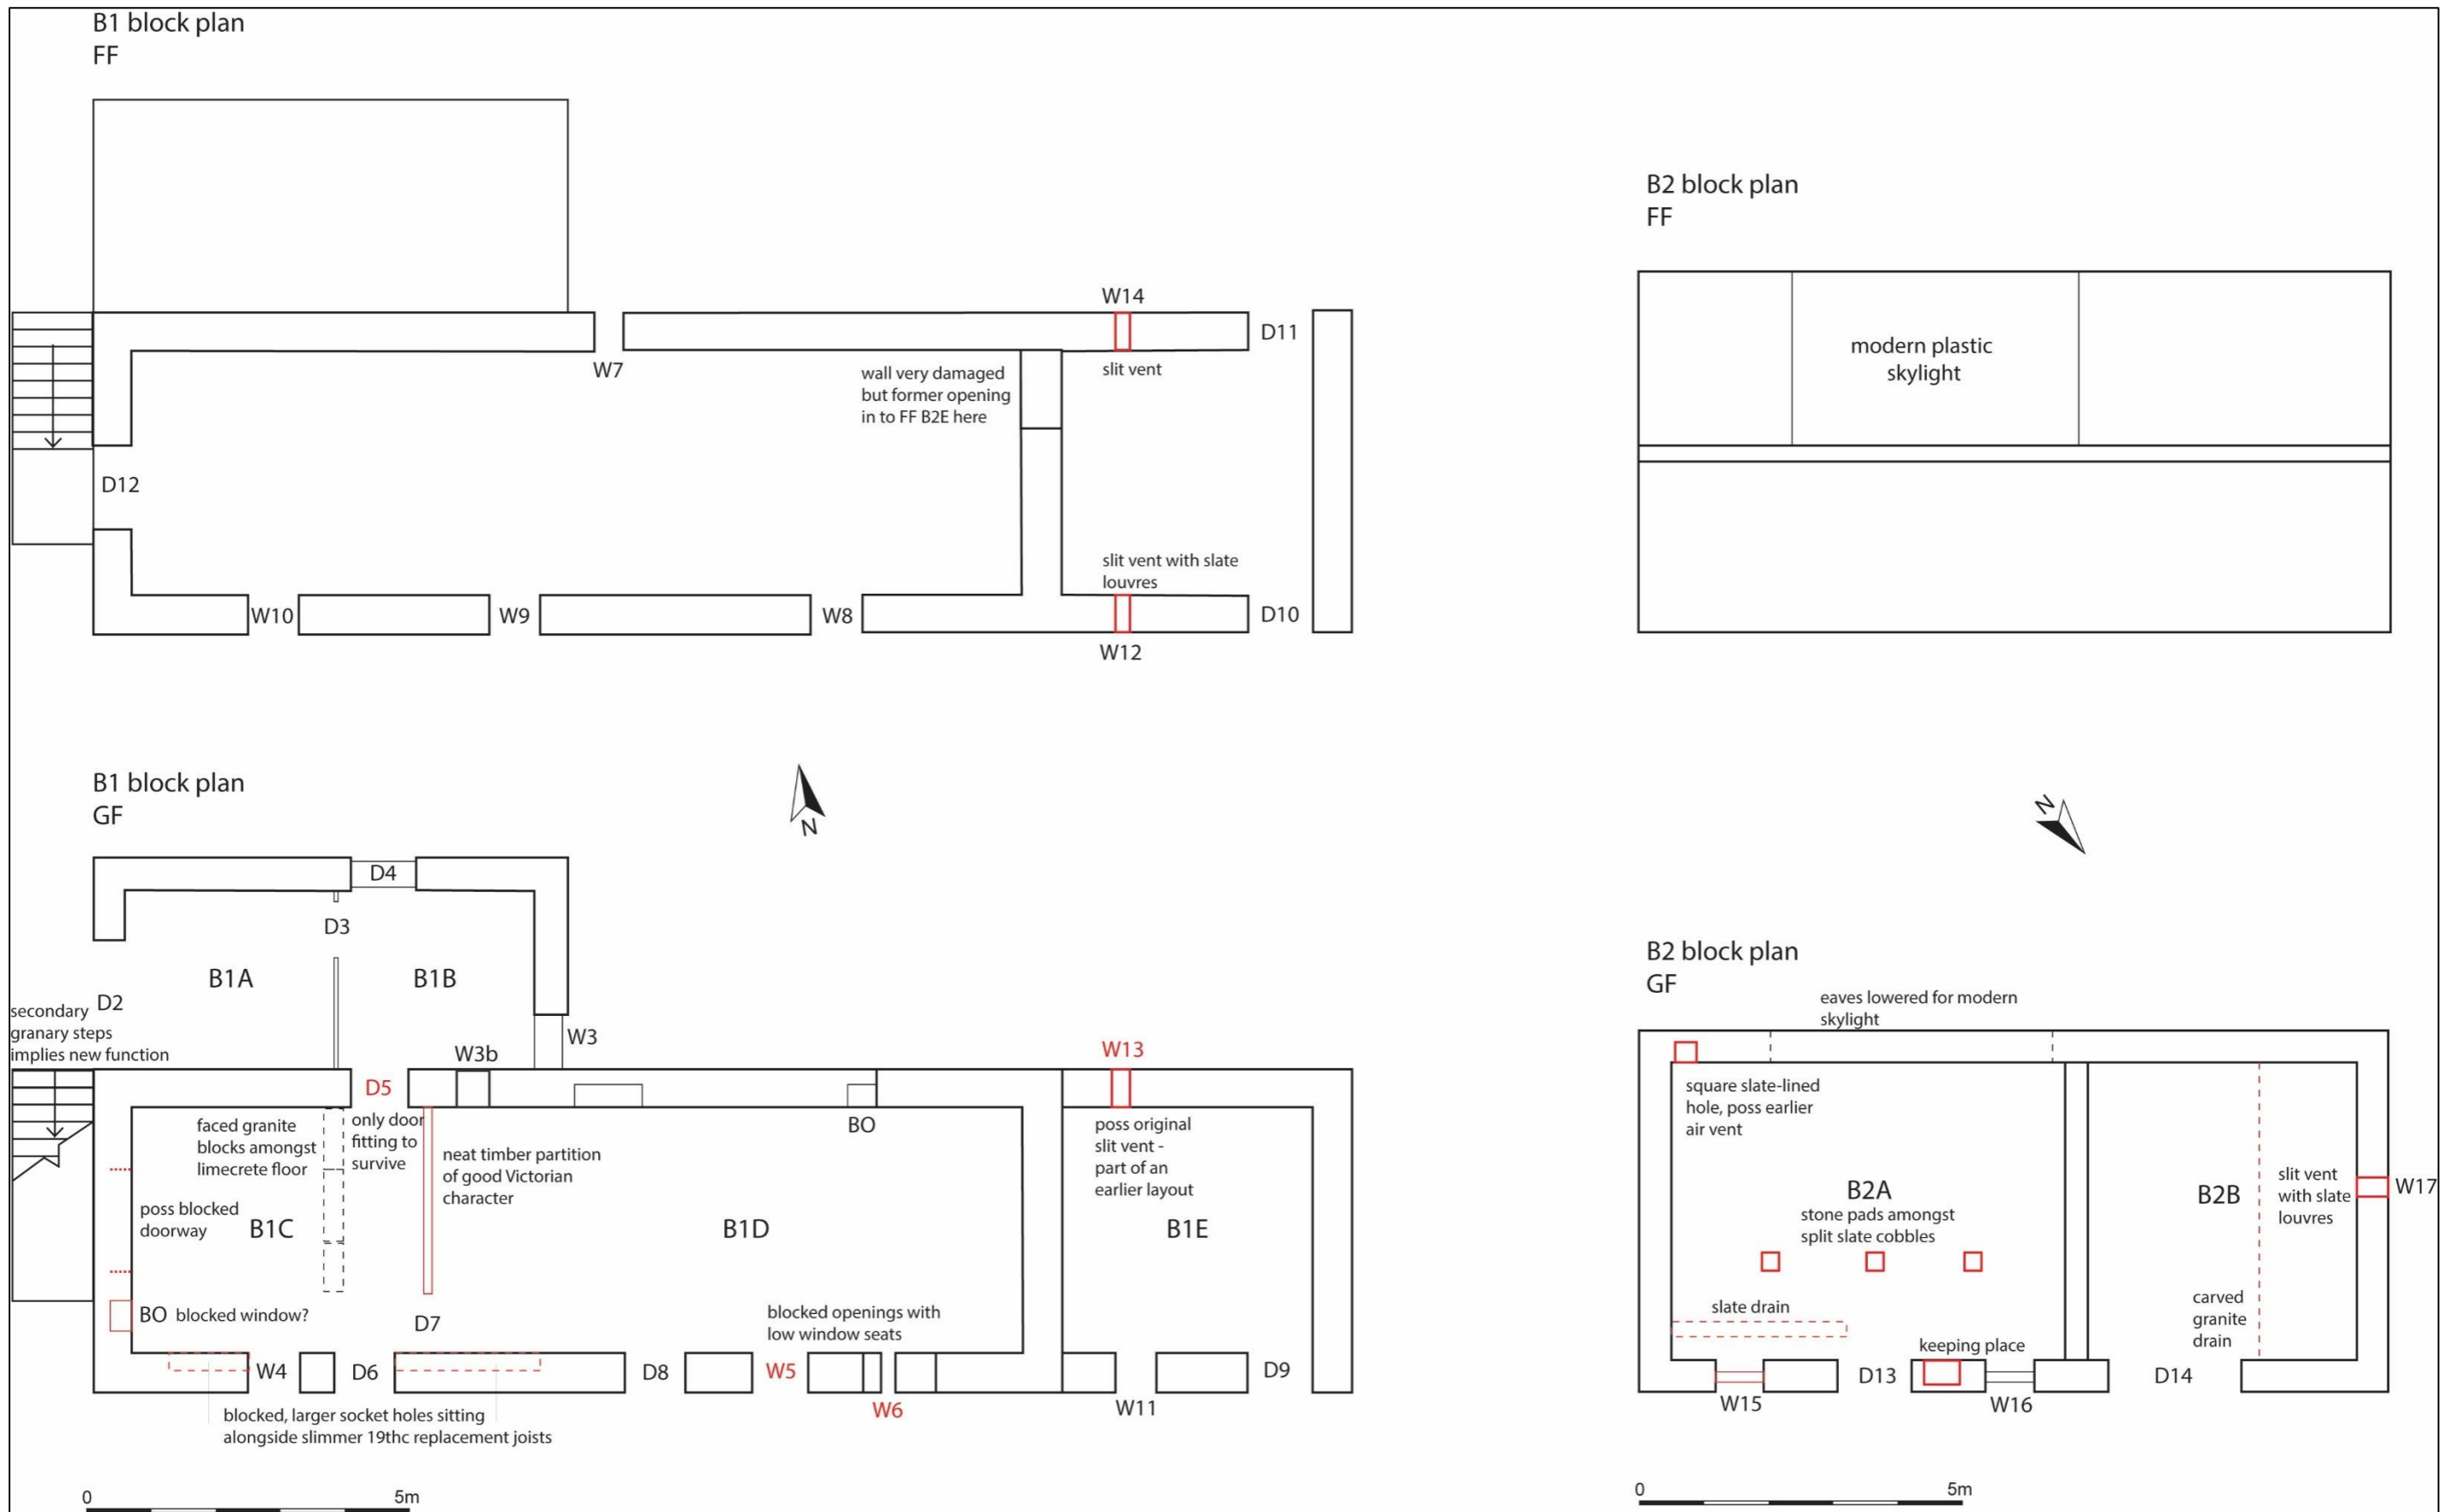 B1 block plan
FF
B2 block plan
FF
W14
D11
W7
wall very damaged
but former opening
in to FF B2E here
slit vent
modern plastic
skylight
D12
slit vent with slate
louvres
W10
W9
W8
D10
W12
B1 block plan
GF
N
N
D4
D3
B1A
B1B
D2
secondary
granary steps
implies new function
W3
W3b
W13
D5
faced granite
blocks amongst
limecrete floor
only door
fitting to
survive
neat timber partition
of good Victorian
character
BO
poss original
slit vent -
part of an
earlier layout
poss blocked
doorway
B1C
B1D
B1E
BO
blocked window?
D7
blocked openings with
low window seats
W4
D6
D8
W5
W6
W11
D9
blocked, larger socket holes sitting
alongside slimmer 19thc replacement joists
0
5m
B2 block plan
GF
eaves lowered for modern
skylight
square slate-lined
hole, poss earlier
air vent
B2A
stone pads amongst
split slate cobbles
B2B
slit vent
with slate
louvres
W17
slate drain
carved
granite
drain
keeping place
D13
D14
W15
W16
0
5m